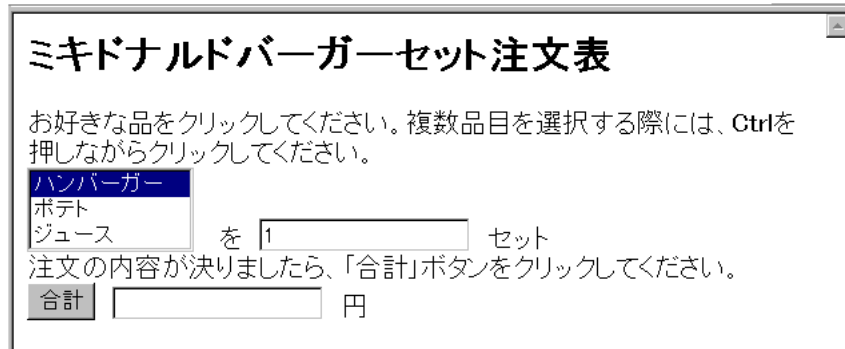 ミキドナルドバーガーセット注文表
お好きな品をクリックしてください。複数品目を選択する際には、Ctrlを
押しながらクリックしてください。
ハンバーガー
ポテト
ジュース を 1 セット
注文の内容が決りましたら、「合計」ボタンをクリックしてください。
合計 円